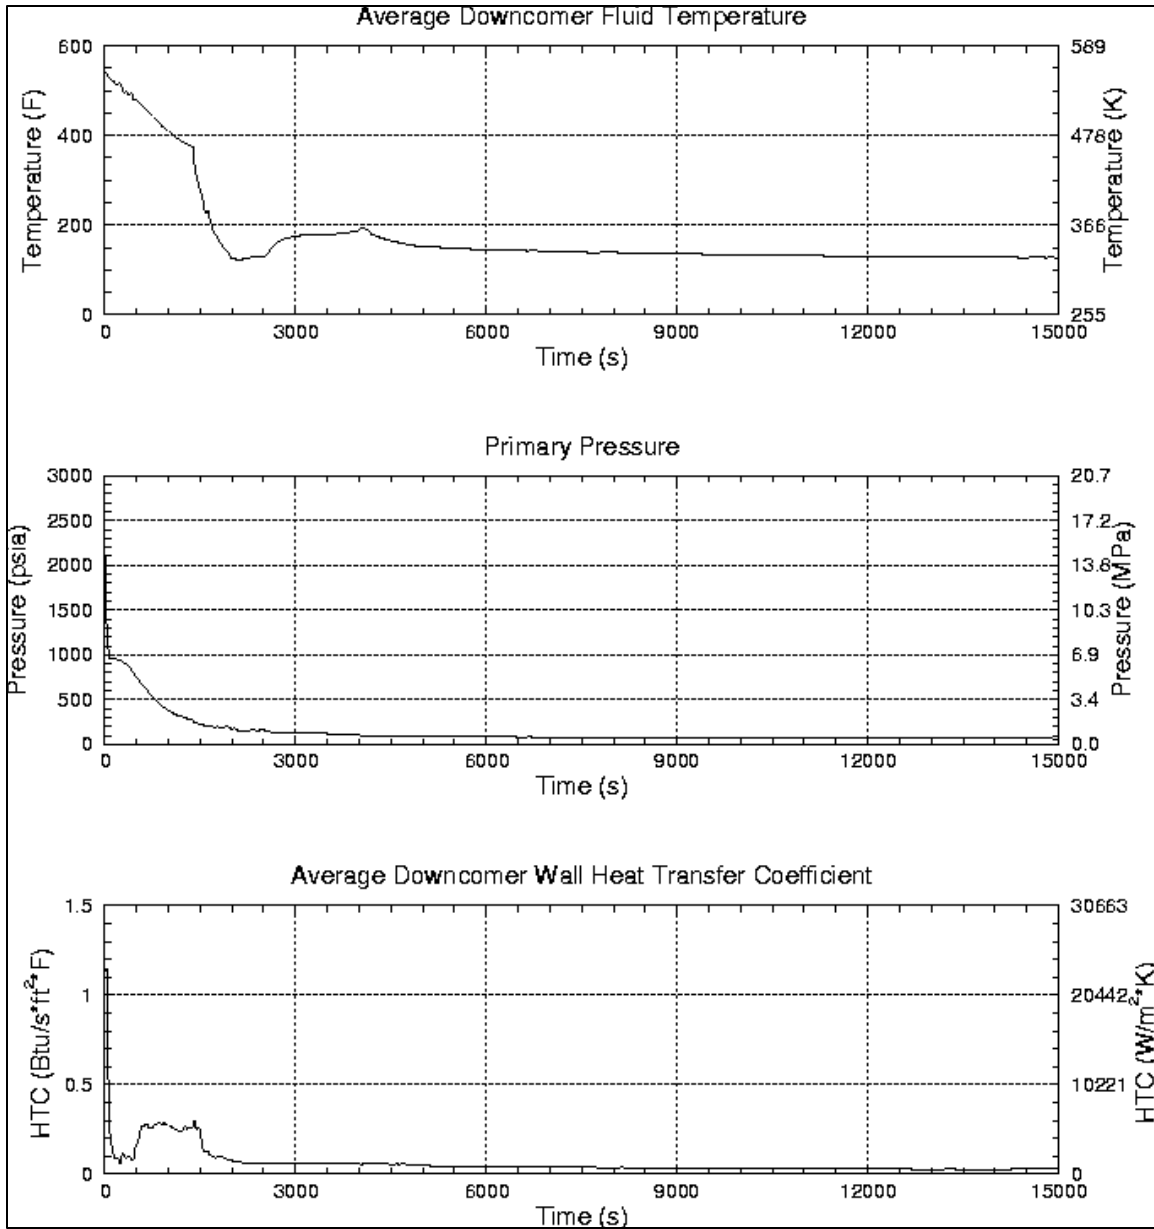 Average Downcomer Fluid Temperature
600 589
400 478
200 366
0 255
Temperature (F)
Temperature (K)
0 3000 6000 9000 12000 15000
Time (s)
Primary Pressure
3000 20.7
2500 17.2
2000 13.8
1500 10.3
1000 6.9
500 3.4
0 0.0
Pressure (psia)
Pressure (MPa)
0 3000 6000 9000 12000 15000
Time (s)
Average Downcomer Wall Heat Transfer Coefficient
1.5 30663
1 20442
0.5 10221
0 0
HTC (Btu/s*ft²*F)
HTC (W/m²*K)
0 3000 6000 9000 12000 15000
Time (s)